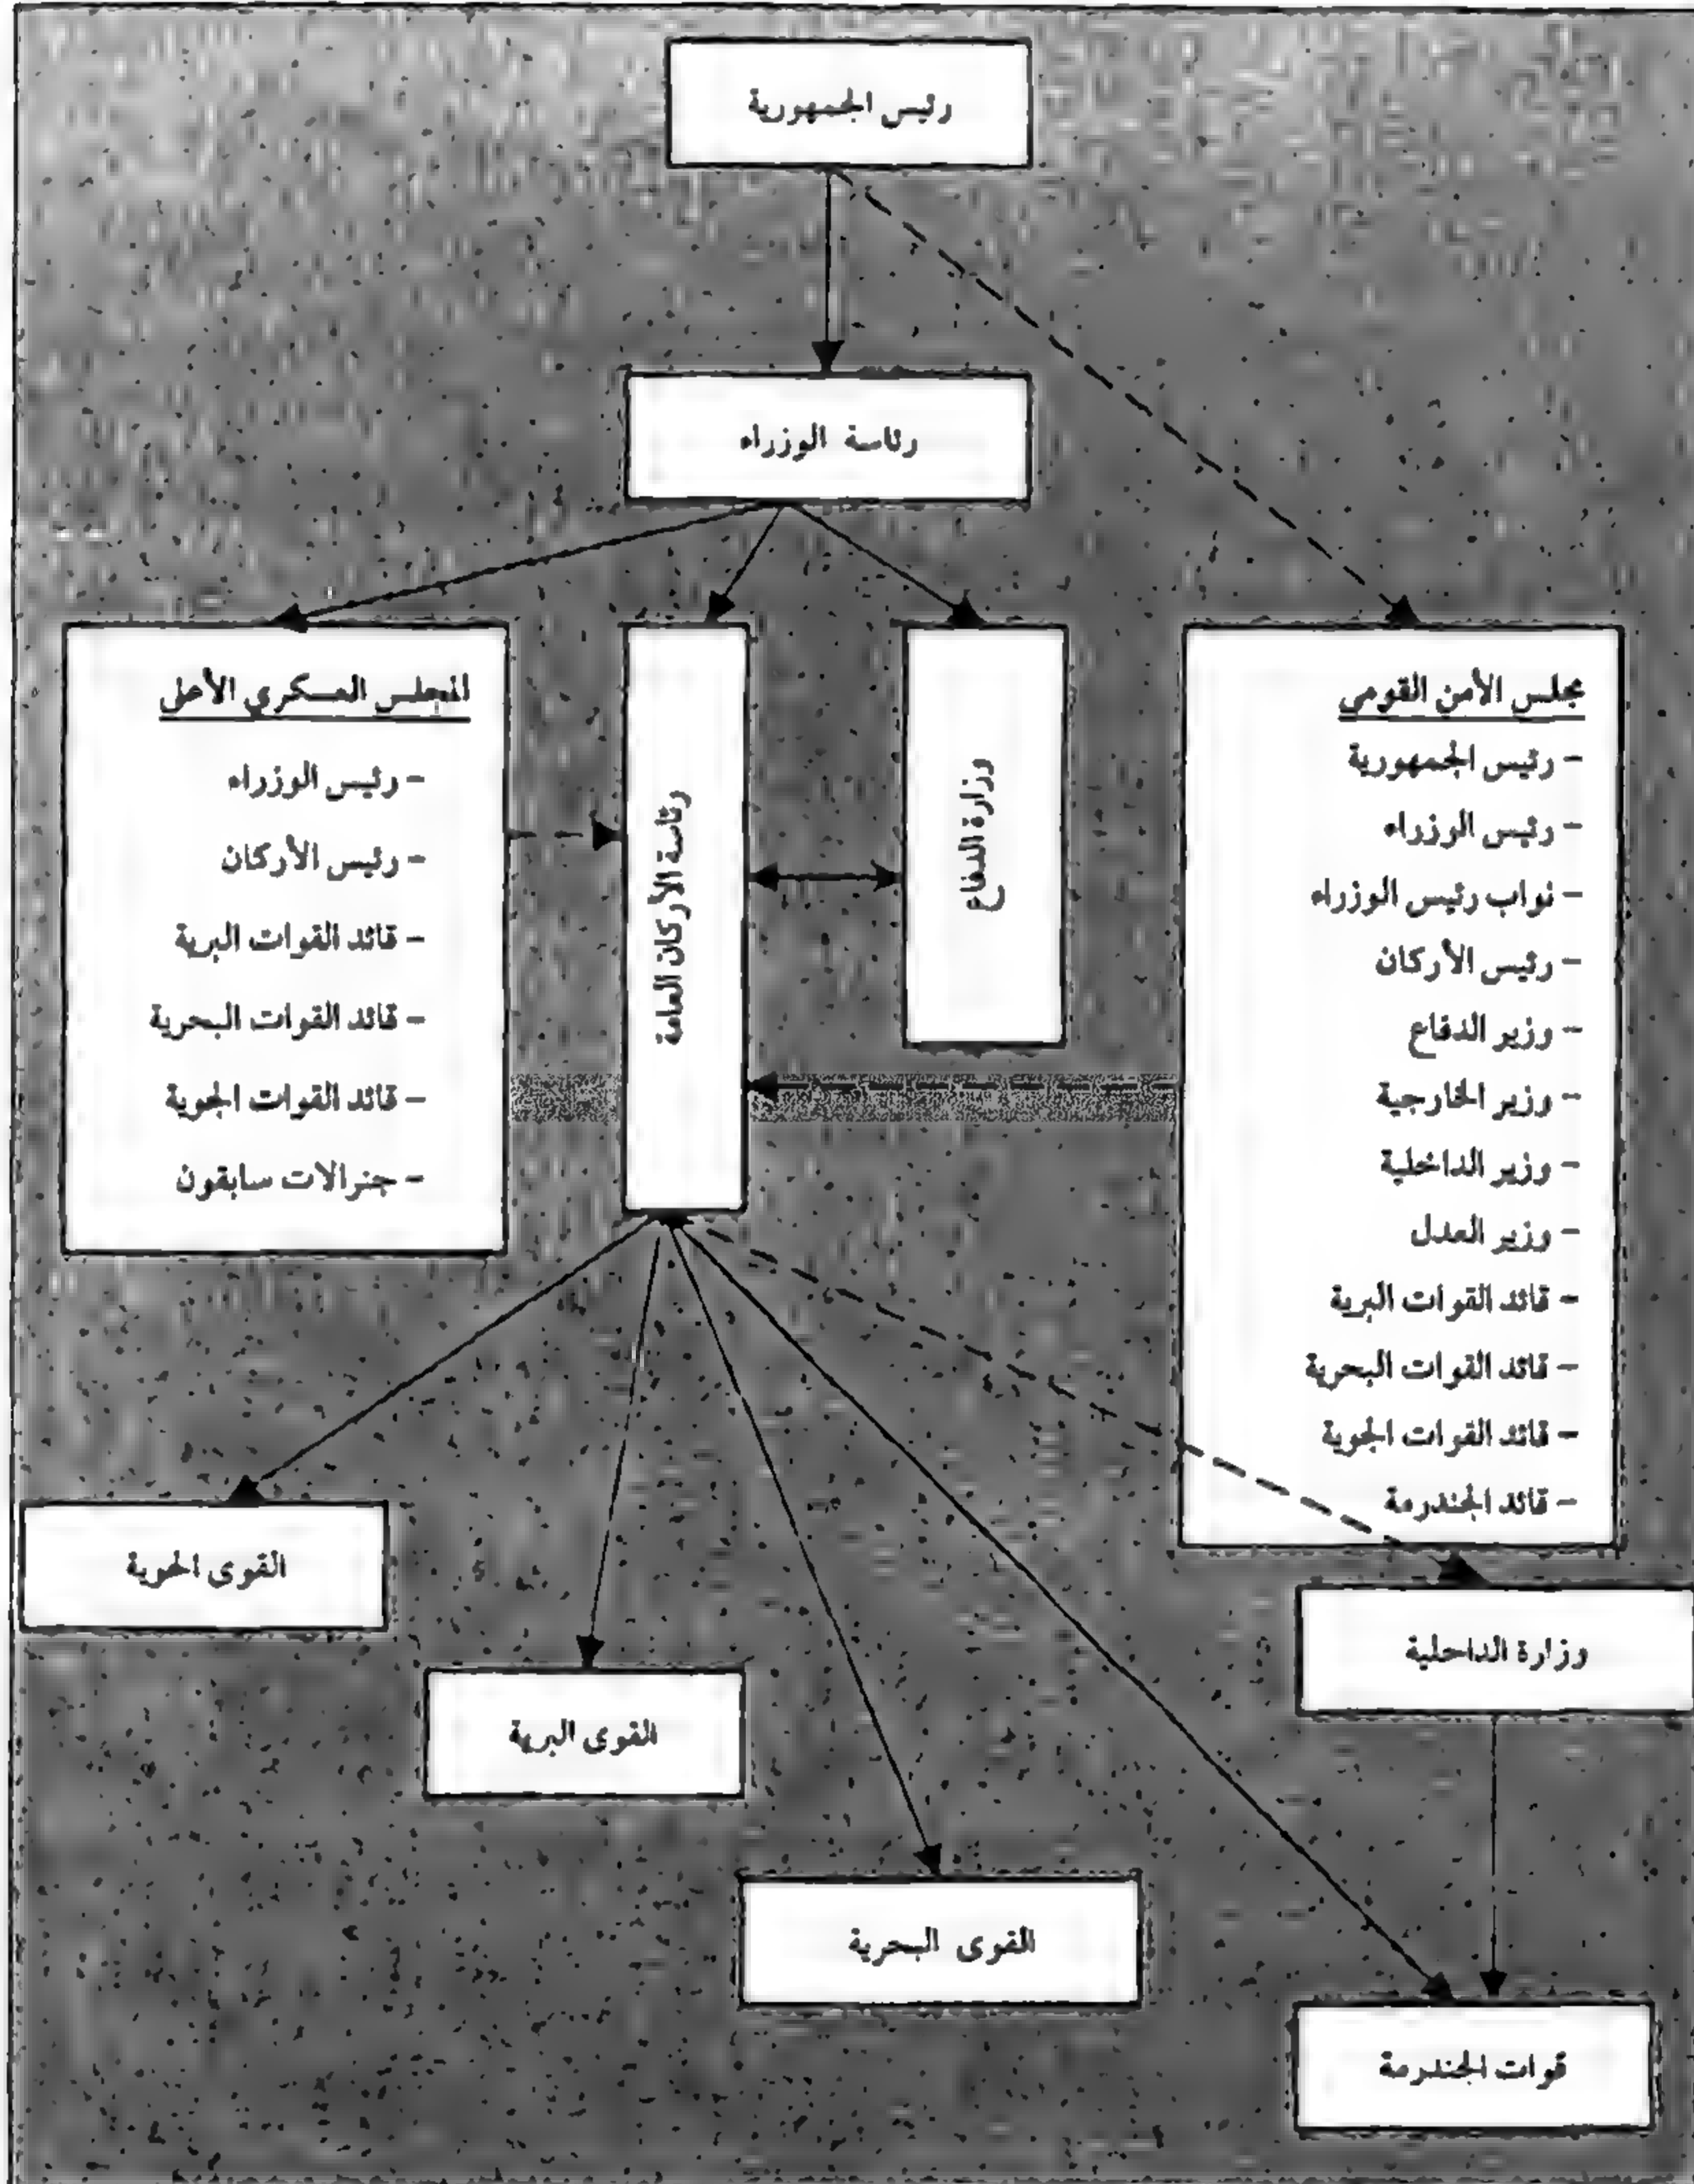 رئيس الجمهورية
رئاسة الوزراء
مجلس الأمن القومي
- رئيس الجمهورية
- رئيس الوزراء
- نواب رئيس الوزراء
- رئيس الأركان
- وزير الدفاع
- وزير الخارجية
- وزير الداخلية
- وزير العدل
- قائد القوات البرية
- قائد القوات البحرية
- قائد القوات الجوية
- قائد الجندرمة
وزارة الدفاع
رئاسة الأركان العامة
المجلس العسكري الأعلى
- رئيس الوزراء
- رئيس الأركان
- قائد القوات البرية
- قائد القوات البحرية
- قائد القوات الجوية
- جنرالات سابقون
القوى الجوية
وزارة الداخلية
القوى البرية
القوى البحرية
قوات الجندرمة